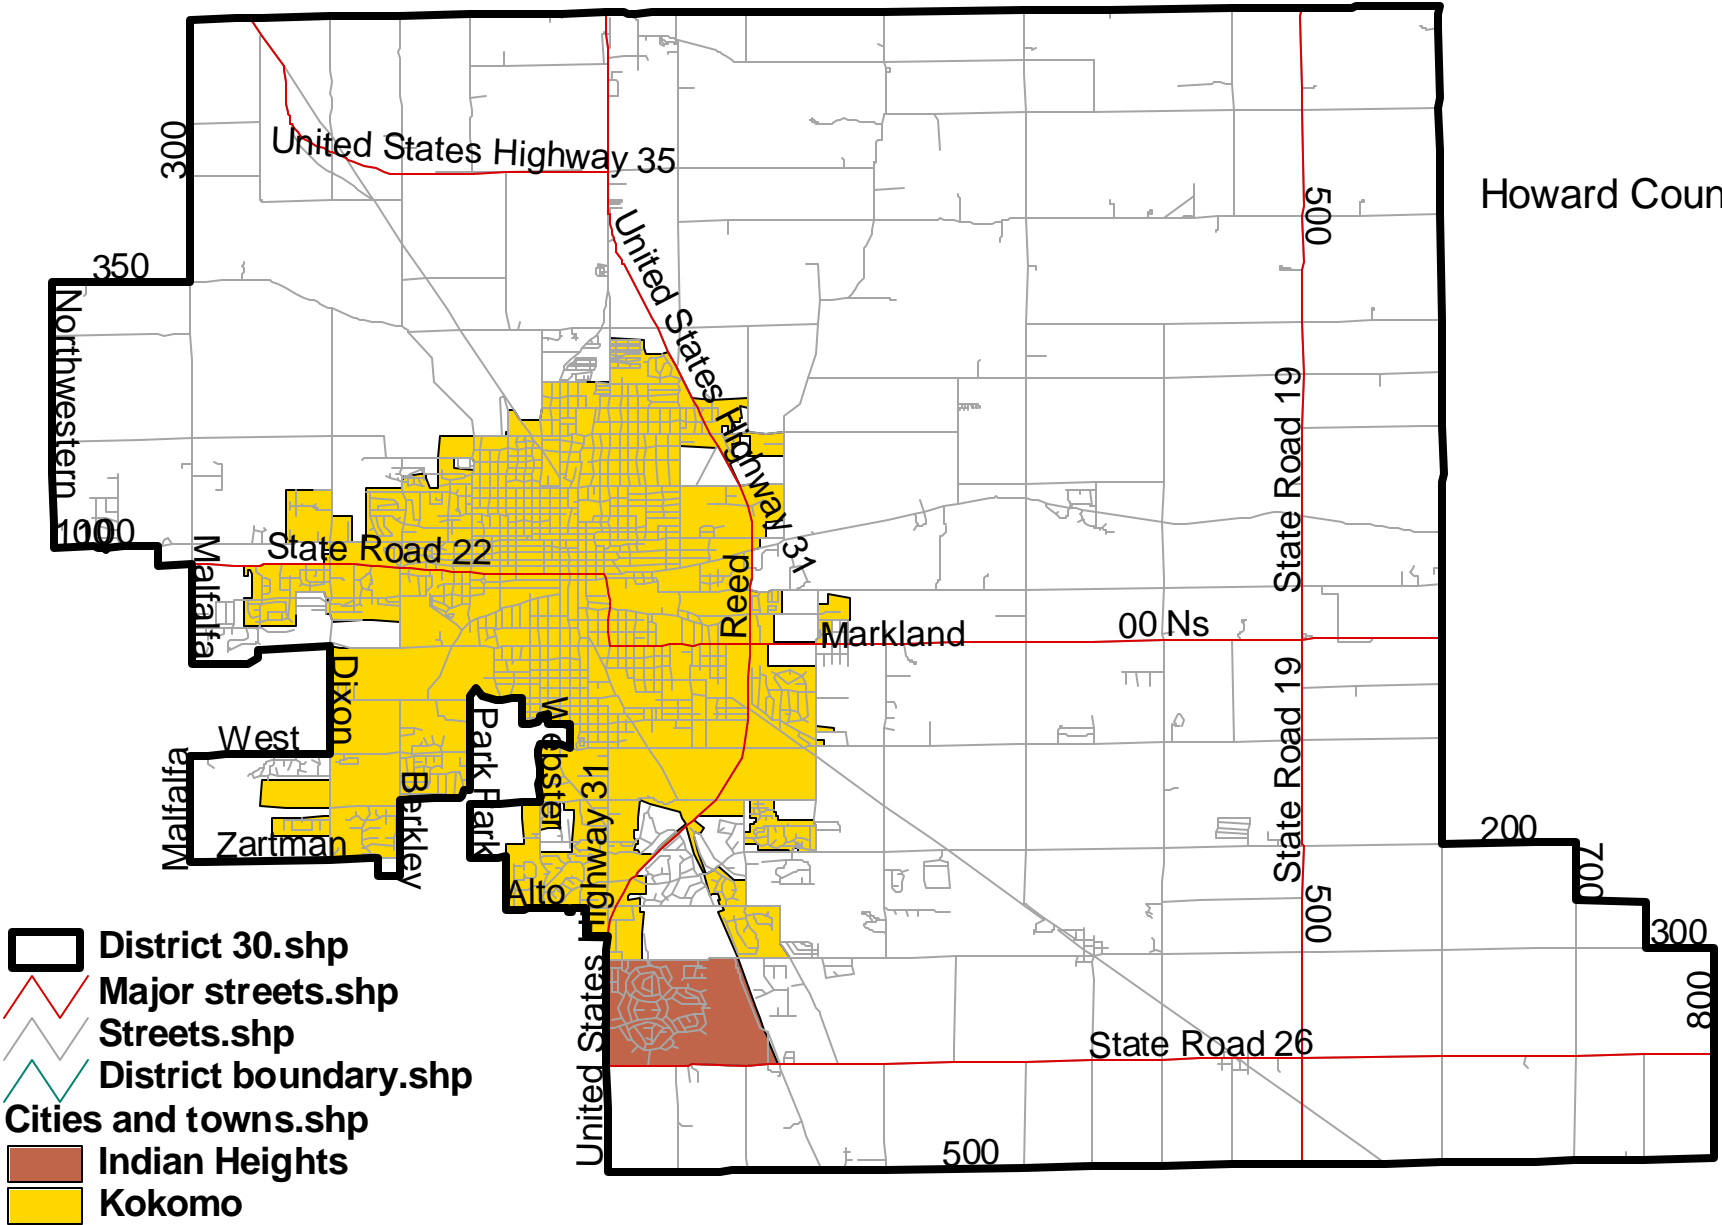 300
United States Highway 35
Howard Coun
500
United States Highway 31
350
Northwestern
State Road 19
100
State Road 22
Malfalfa
Reed
Markland
00 Ns
Dixon
West
Park
Webster
State Road 19
Malfalfa
Zartman
Berkley
Park
Alto
United States Highway 31
500
200
700
300
800
State Road 26
500
District 30.shp
Major streets.shp
Streets.shp
District boundary.shp
Cities and towns.shp
Indian Heights
Kokomo